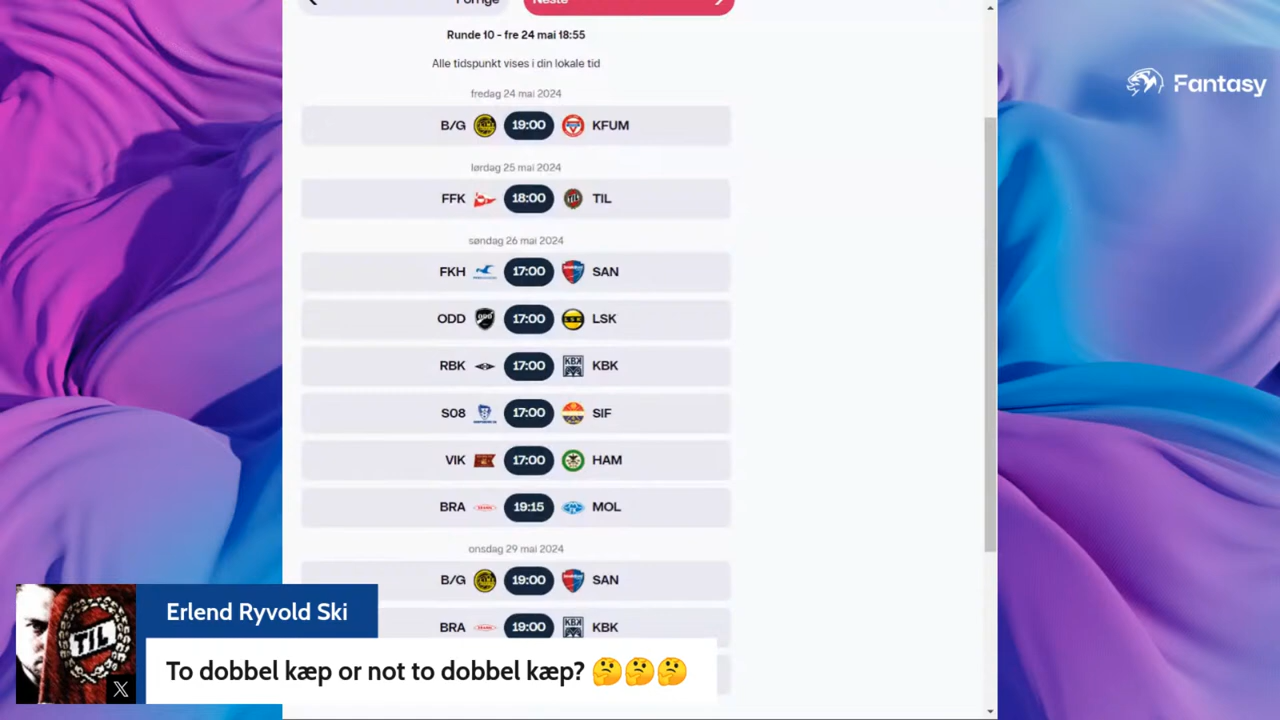 Forrige
Neste
Runde 10 - fre 24 mai 18:55
Alle tidspunkt vises i din lokale tid
Fantasy
fredag 24 mai 2024
B/G 19:00 KFUM
lørdag 25 mai 2024
FFK 18:00 TIL
søndag 26 mai 2024
FKH 17:00 SAN
ODD 17:00 LSK
RBK 17:00 KBK
S08 17:00 SIF
VIK 17:00 HAM
BRA 19:15 MOL
onsdag 29 mai 2024
B/G 19:00 SAN
BRA 19:00 KBK
TIL
Erlend Ryvold Ski
To dobbel kæp or not to dobbel kæp? 🤔🤔🤔